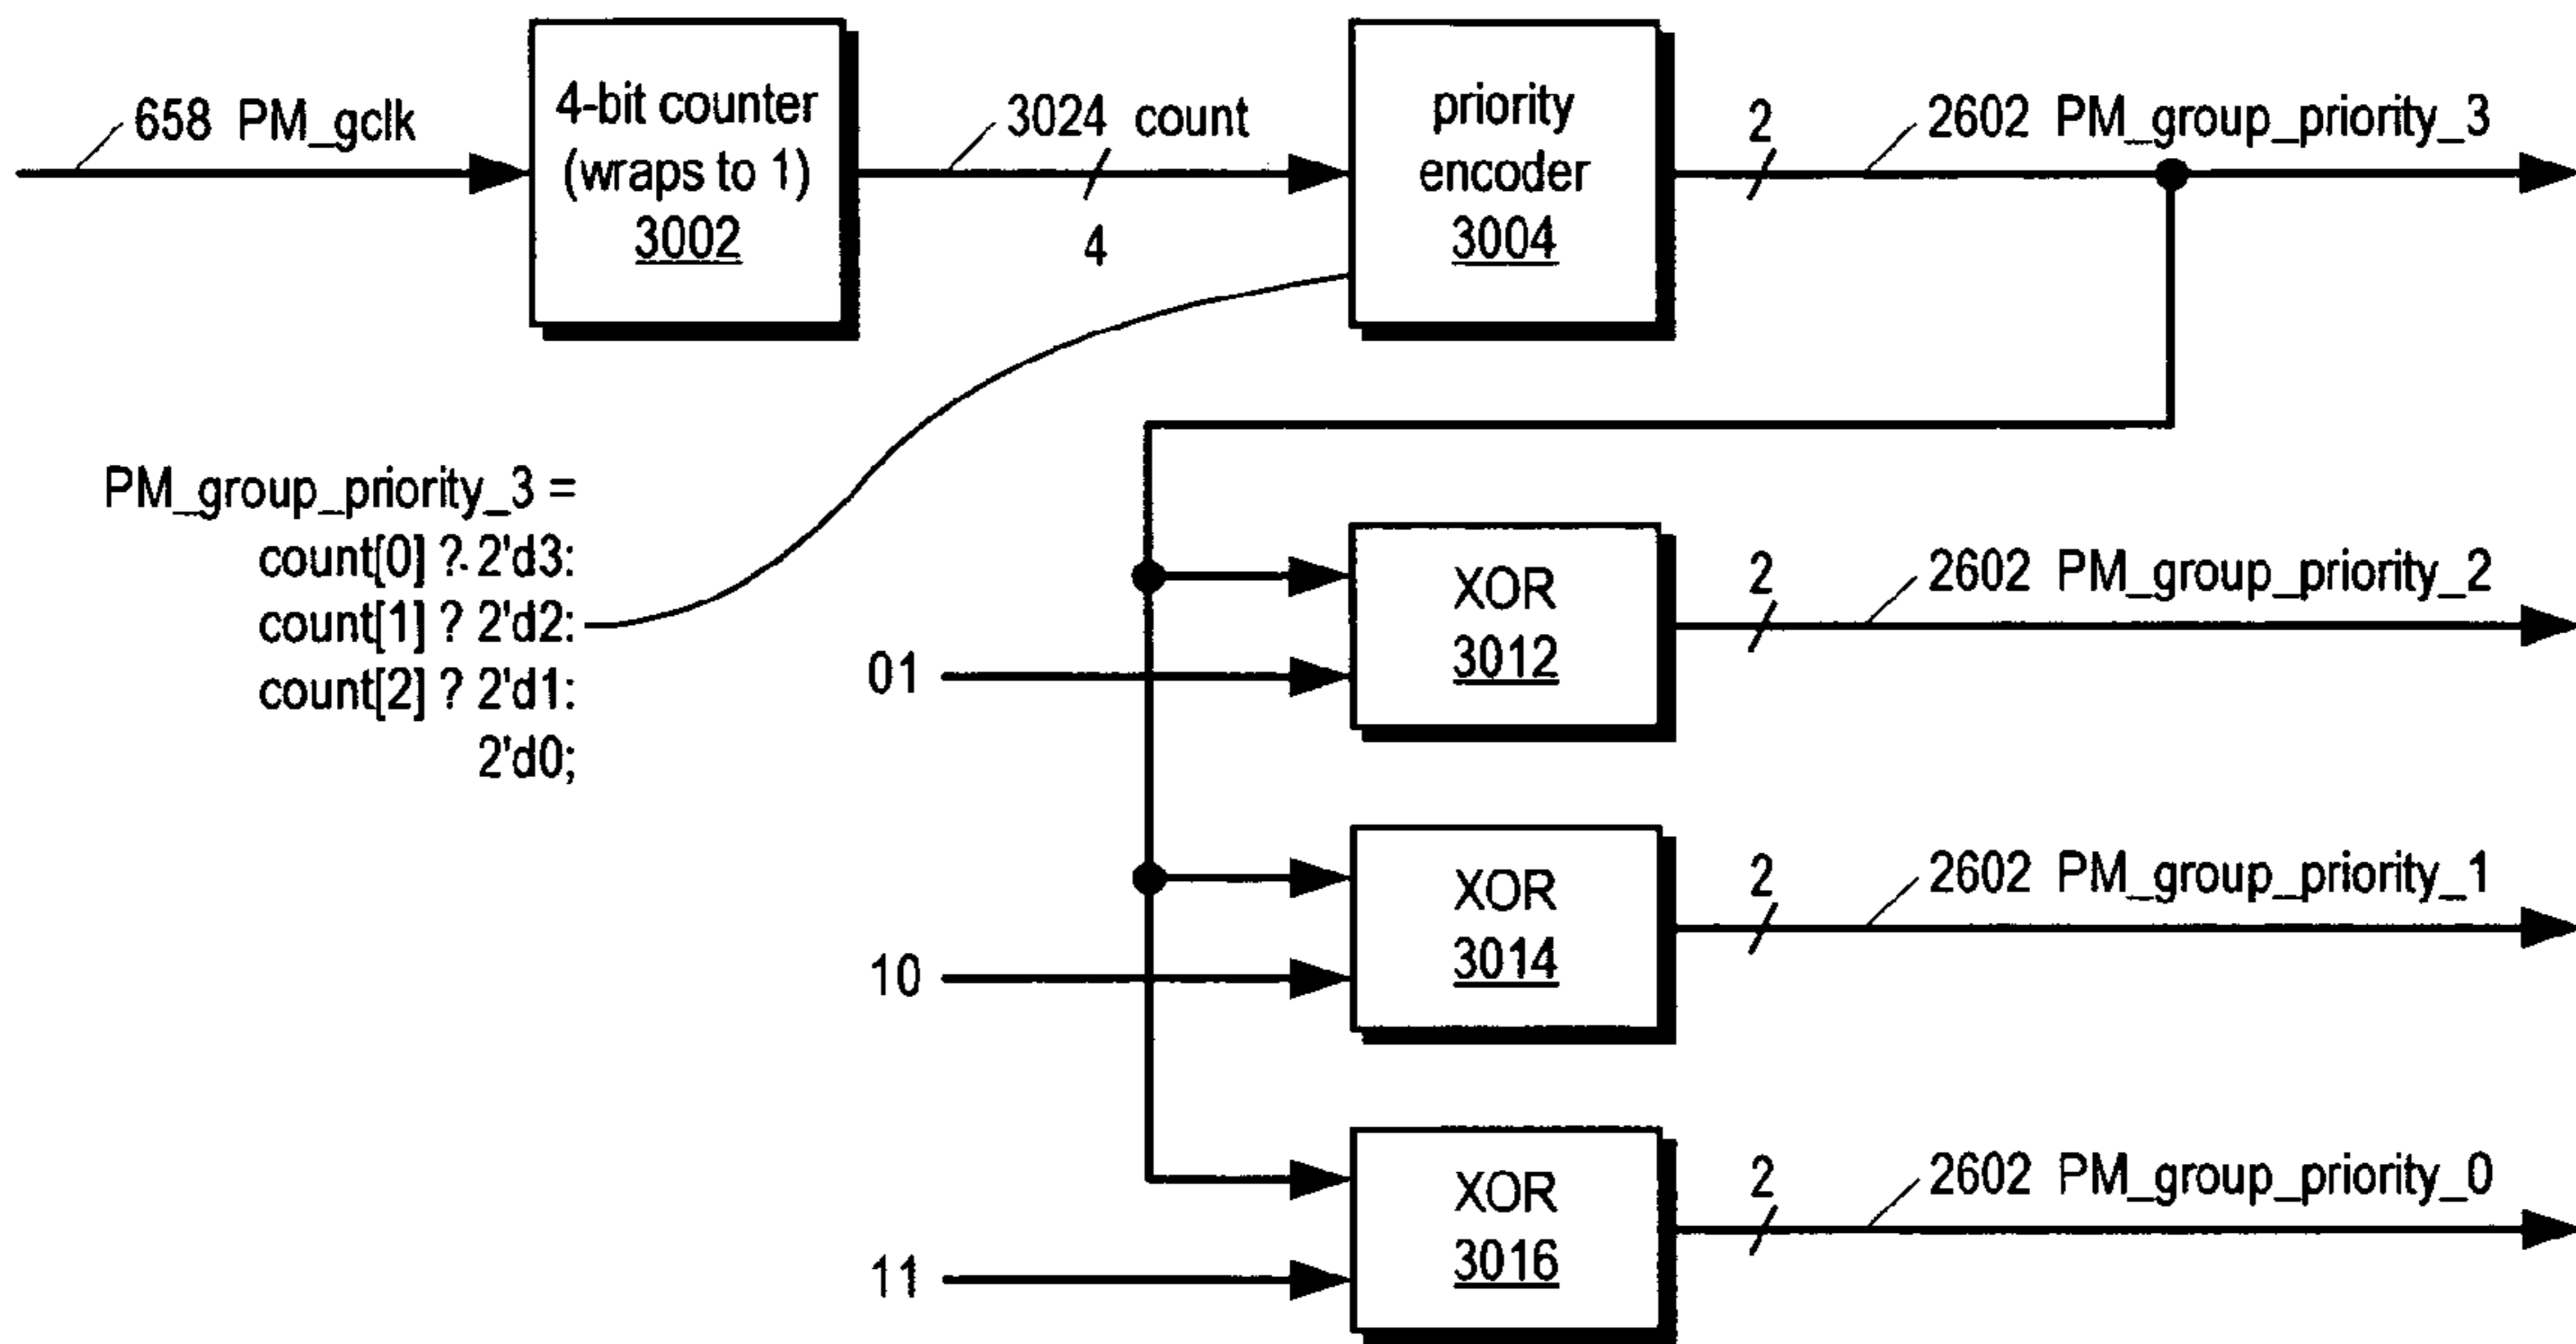 658 PM_gclk
4-bit counter
(wraps to 1)
3002
3024 count
4
priority
encoder
3004
2
2602 PM_group_priority_3
PM_group_priority_3 =
count[0] ? 2'd3:
count[1] ? 2'd2:
count[2] ? 2'd1:
2'd0;
01
XOR
3012
2
2602 PM_group_priority_2
10
XOR
3014
2
2602 PM_group_priority_1
11
XOR
3016
2
2602 PM_group_priority_0